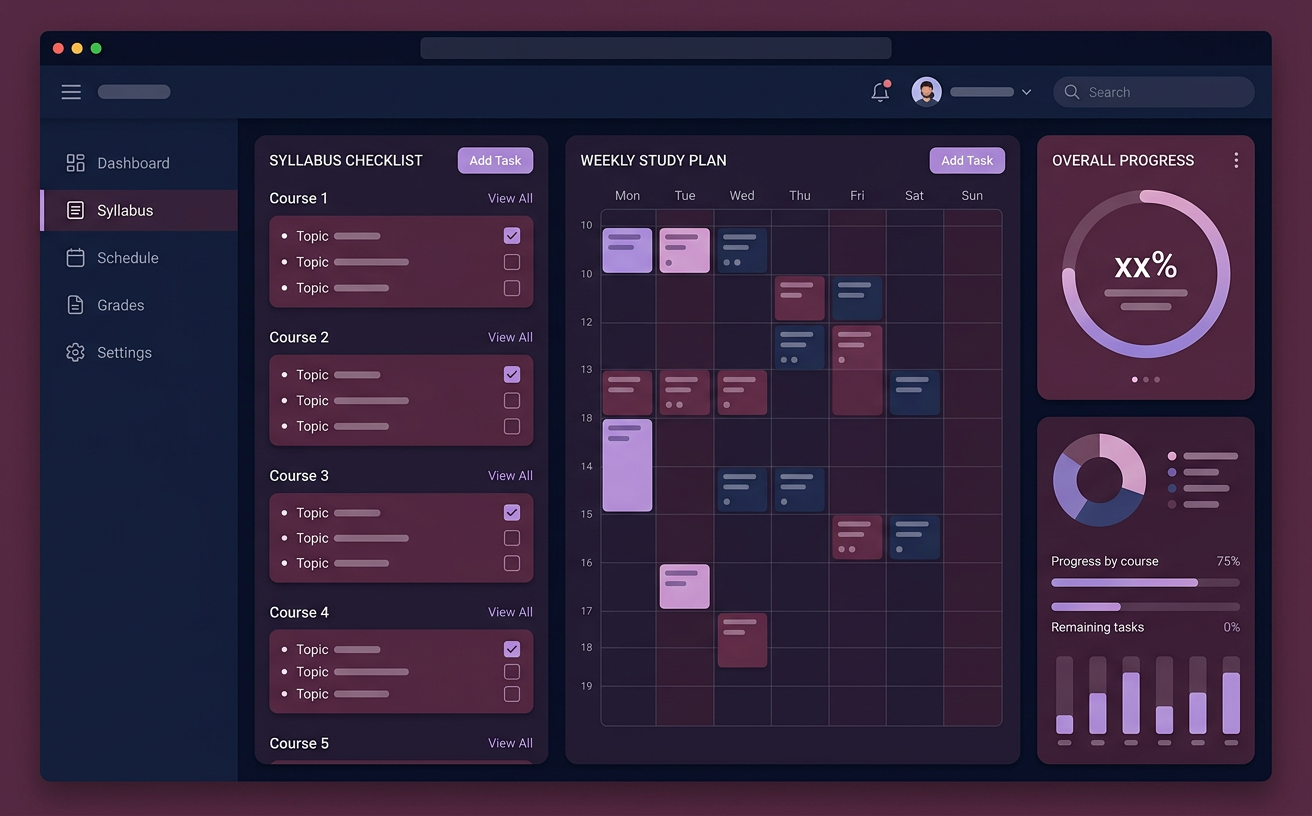 Search
Dashboard
Syllabus
Schedule
Grades
Settings
SYLLABUS CHECKLIST
Add Task
Course 1
View All
Topic
Topic
Topic
Course 2
View All
Topic
Topic
Topic
Course 3
View All
Topic
Topic
Topic
Course 4
View All
Topic
Topic
Topic
Course 5
View All
WEEKLY STUDY PLAN
Add Task
Mon Tue Wed Thu Fri Sat Sun
10
10
12
13
18
14
15
16
17
18
19
OVERALL PROGRESS
xx%
Progress by course 75%
Remaining tasks 0%